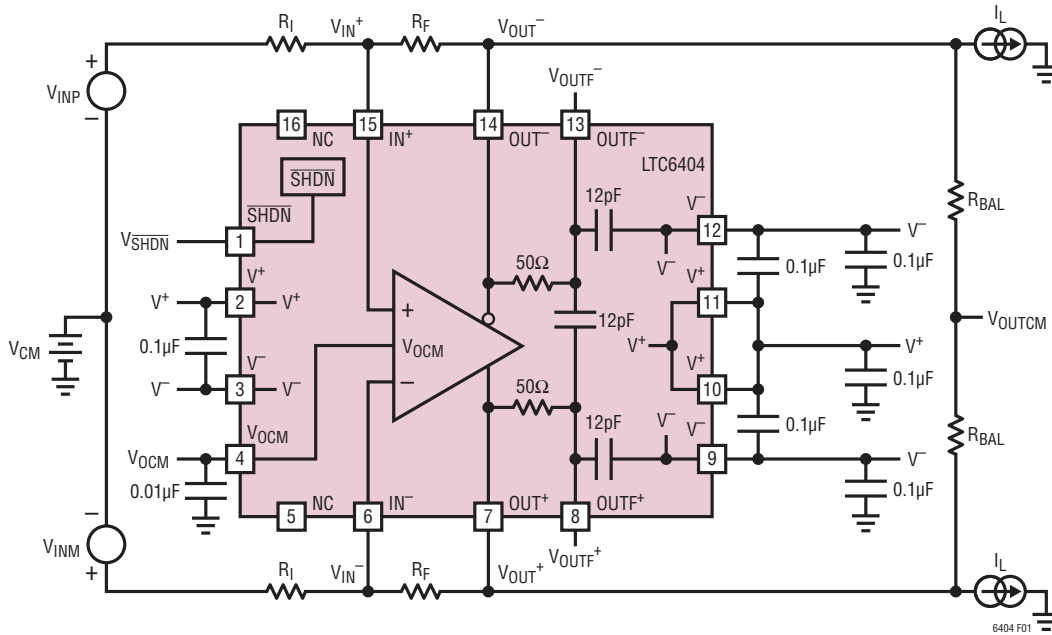 R_I V_IN^+ R_F V_OUT^- I_L
+
V_INP
−
V_OUTF^-
16 NC 15 IN^+ 14 OUT^- 13 OUTF^-
LTC6404
SHDN
SHDN
V_SHDN 1
12pF V^- 12 V^-
V^-
R_BAL
0.1µF 0.1µF
V^+
V^+ 2 V^+
50Ω
V^+ 11
+
12pF
V_CM 0.1µF V_OCM V^+ V^+ V_OUTCM
V^-
V^- 3 V^-
−
50Ω
V^+ 10
0.1µF
V_OCM
V_OCM 4
12pF V^- V^- 9 V^-
0.1µF
R_BAL
0.01µF
0.1µF
5 NC 6 IN^- 7 OUT^+ 8 OUTF^+
−
V_INM
+
V_OUTF^+
R_I V_IN^- R_F V_OUT^+ I_L
6404 F01